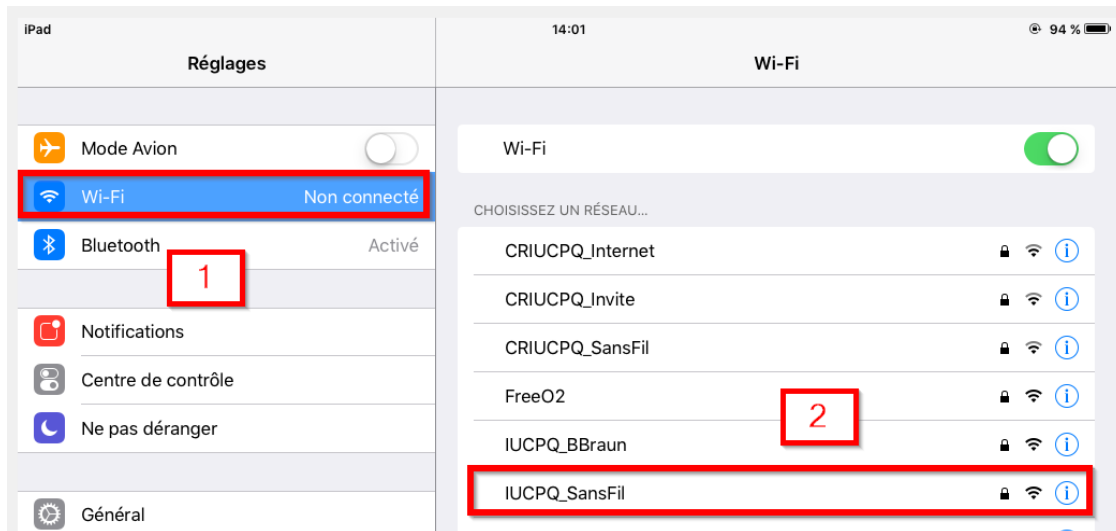 iPad
14:01
94 %
Réglages
Wi-Fi
Mode Avion
Wi-Fi
Non connecté
Bluetooth
Activé
1
Notifications
Centre de contrôle
Ne pas déranger
Général
Wi-Fi
CHOISISSEZ UN RÉSEAU...
CRIUCPQ_Internet
CRIUCPQ_Invite
CRIUCPQ_SansFil
FreeO2
2
IUCPQ_BBraun
IUCPQ_SansFil